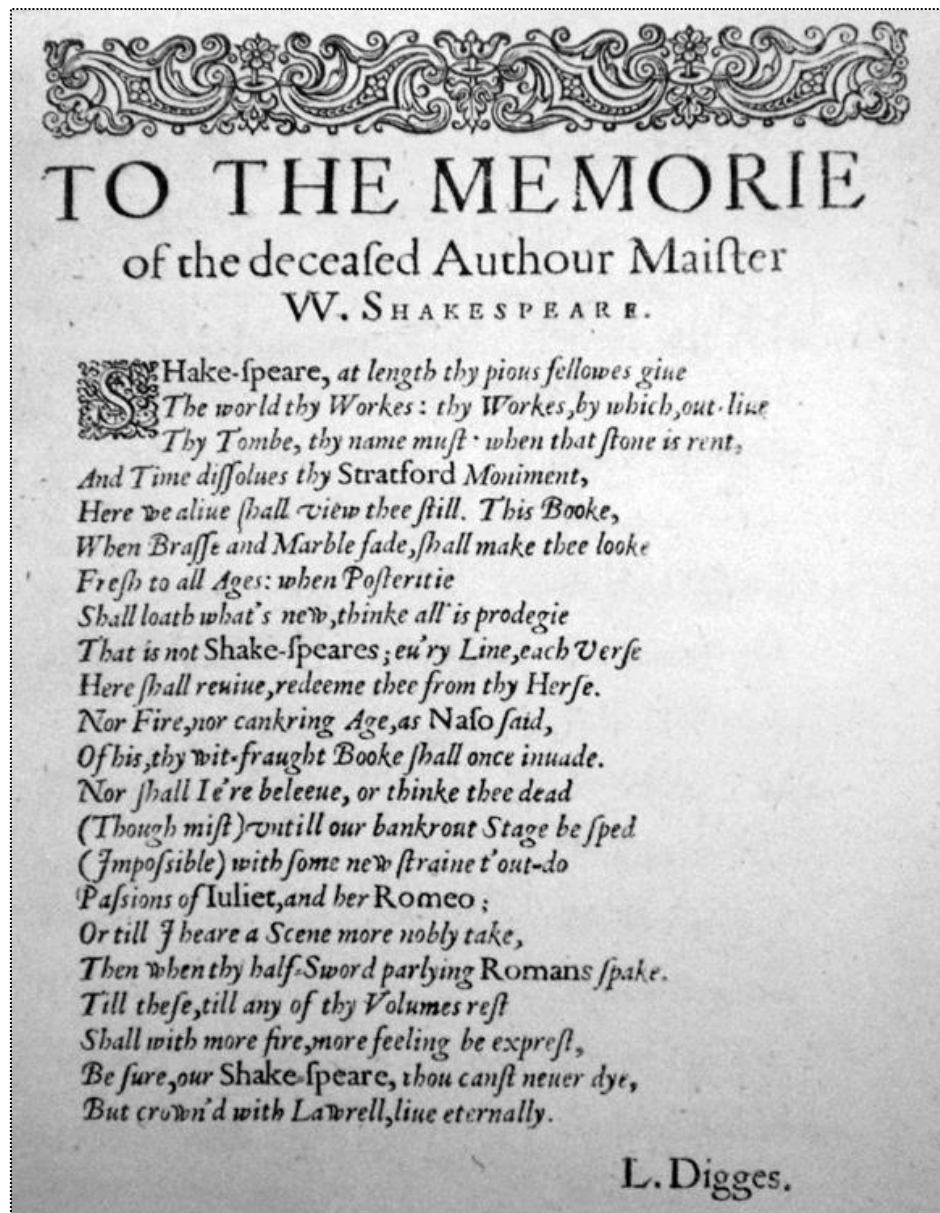 TO THE MEMORIE
of the deceaſed Authour Maiſter
W. SHAKESPEARE.
SHake-ſpeare, at length thy pious fellowes giue
The world thy Workes: thy Workes, by which, out-liue
Thy Tombe, thy name muſt· when that ſtone is rent,
And Time diſſolues thy Stratford Moniment,
Here we aliue ſhall view thee ſtill. This Booke,
When Braſſe and Marble fade, ſhall make thee looke
Freſh to all Ages: when Poſteritie
Shall loath what's new, thinke all is prodegie
That is not Shake-ſpeares; eu'ry Line, each Verſe
Here ſhall reuiue, redeeme thee from thy Herſe.
Nor Fire, nor cankring Age, as Naſo ſaid,
Of his, thy wit-fraught Booke ſhall once inuade.
Nor ſhall I e're beleeue, or thinke thee dead
(Though miſt) vntill our bankrout Stage be ſped
(Impoſsible) with ſome new ſtraine t'out-do
Paſsions of Iuliet, and her Romeo;
Or till I heare a Scene more nobly take,
Then when thy half-Sword parlying Romans ſpake.
Till theſe, till any of thy Volumes reſt
Shall with more fire, more feeling be expreſt,
Be ſure, our Shake-ſpeare, thou canſt neuer dye,
But crown'd with Lawrell, liue eternally.
L. Digges.